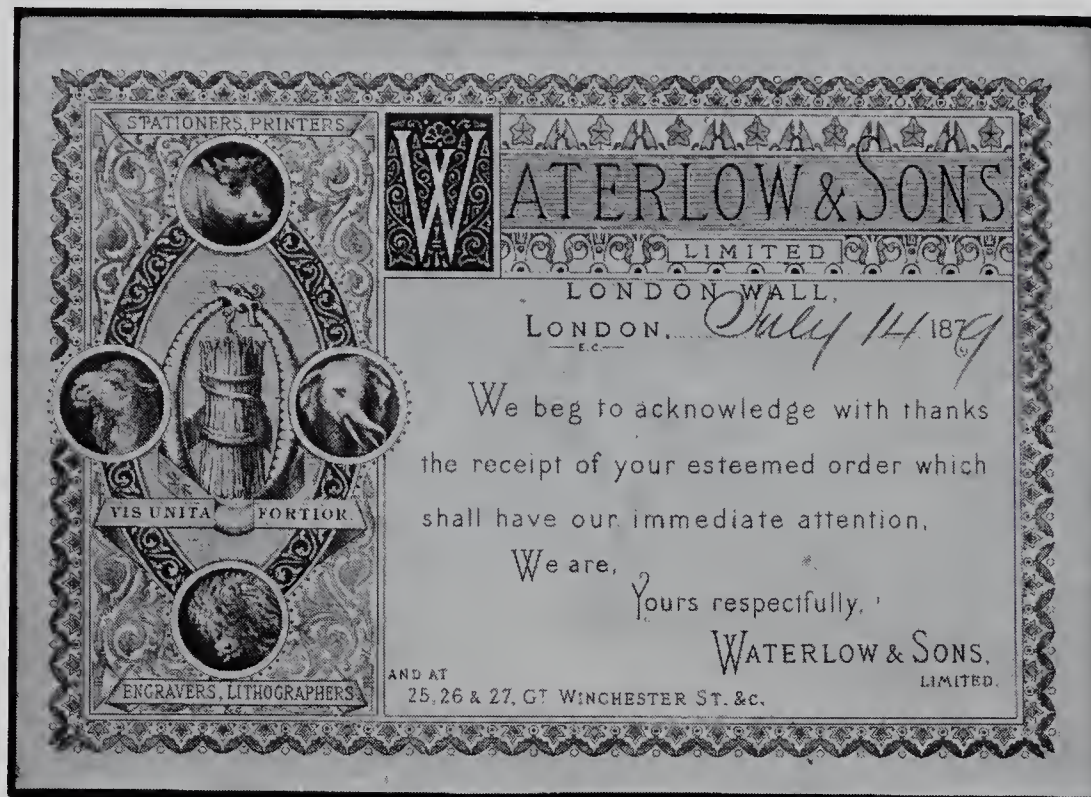 STATIONERS, PRINTERS
VIS UNITA FORTIOR.
ENGRAVERS, LITHOGRAPHERS
&c.
WATERLOW & SONS
LIMITED
LONDON WALL,
LONDON, July 14 1879
E.C.
We beg to acknowledge with thanks
the receipt of your esteemed order which
shall have our immediate attention,
We are,
Yours respectfully,
WATERLOW & SONS,
LIMITED.
AND AT
25, 26 & 27, GT WINCHESTER ST. &c.